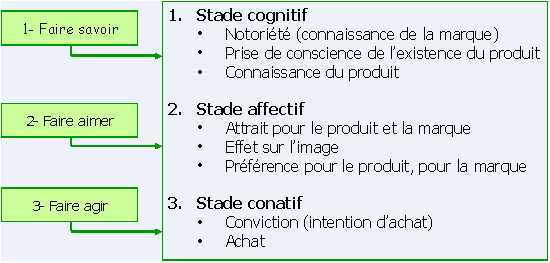 1- Faire savoir
1. Stade cognitif
• Notoriété (connaissance de la marque)
• Prise de conscience de l’existence du produit
• Connaissance du produit
2- Faire aimer
2. Stade affectif
• Attrait pour le produit et la marque
• Effet sur l’image
• Préférence pour le produit, pour la marque
3- Faire agir
3. Stade conatif
• Conviction (intention d’achat)
• Achat